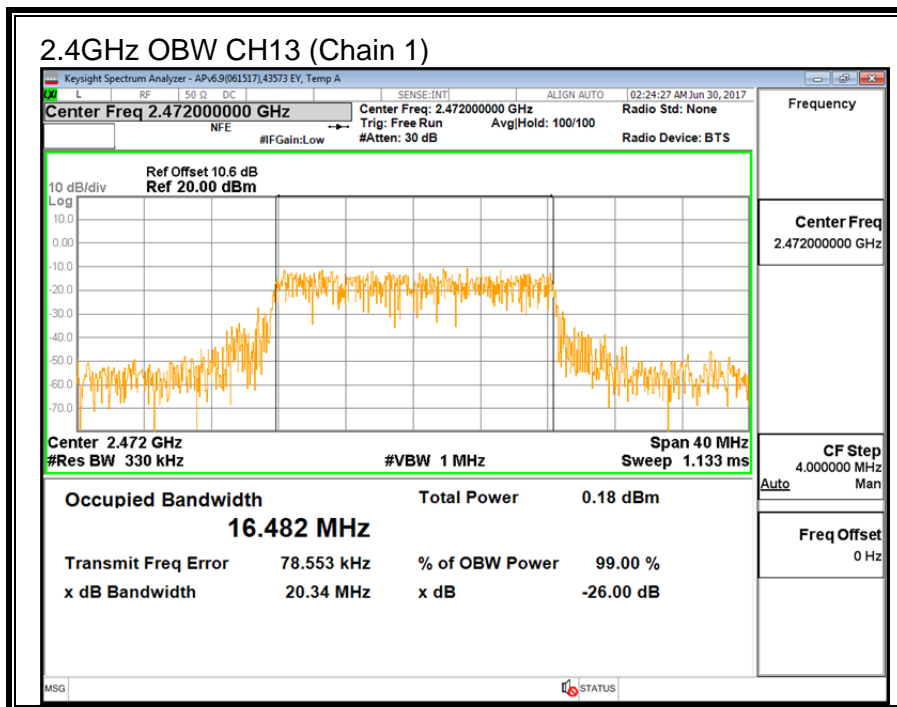 2.4GHz OBW CH13 (Chain 1)
Keysight Spectrum Analyzer - APv6.9(061517),43573 EY, Temp A
L RF 50 Ω DC SENSE:INT ALIGN AUTO 02:24:27 AM Jun 30, 2017
Center Freq 2.472000000 GHz
NFE
#IFGain:Low
Center Freq: 2.472000000 GHz
Trig: Free Run Avg|Hold: 100/100
#Atten: 30 dB
Radio Std: None
Radio Device: BTS
Frequency
Ref Offset 10.6 dB
10 dB/div Ref 20.00 dBm
Log
10.0
0.00
-10.0
-20.0
-30.0
-40.0
-50.0
-60.0
-70.0
Center 2.472 GHz Span 40 MHz
#Res BW 330 kHz #VBW 1 MHz Sweep 1.133 ms
Center Freq
2.472000000 GHz
CF Step
4.000000 MHz
Auto Man
Freq Offset
0 Hz
Occupied Bandwidth Total Power 0.18 dBm
16.482 MHz
Transmit Freq Error 78.553 kHz % of OBW Power 99.00 %
x dB Bandwidth 20.34 MHz x dB -26.00 dB
MSG STATUS